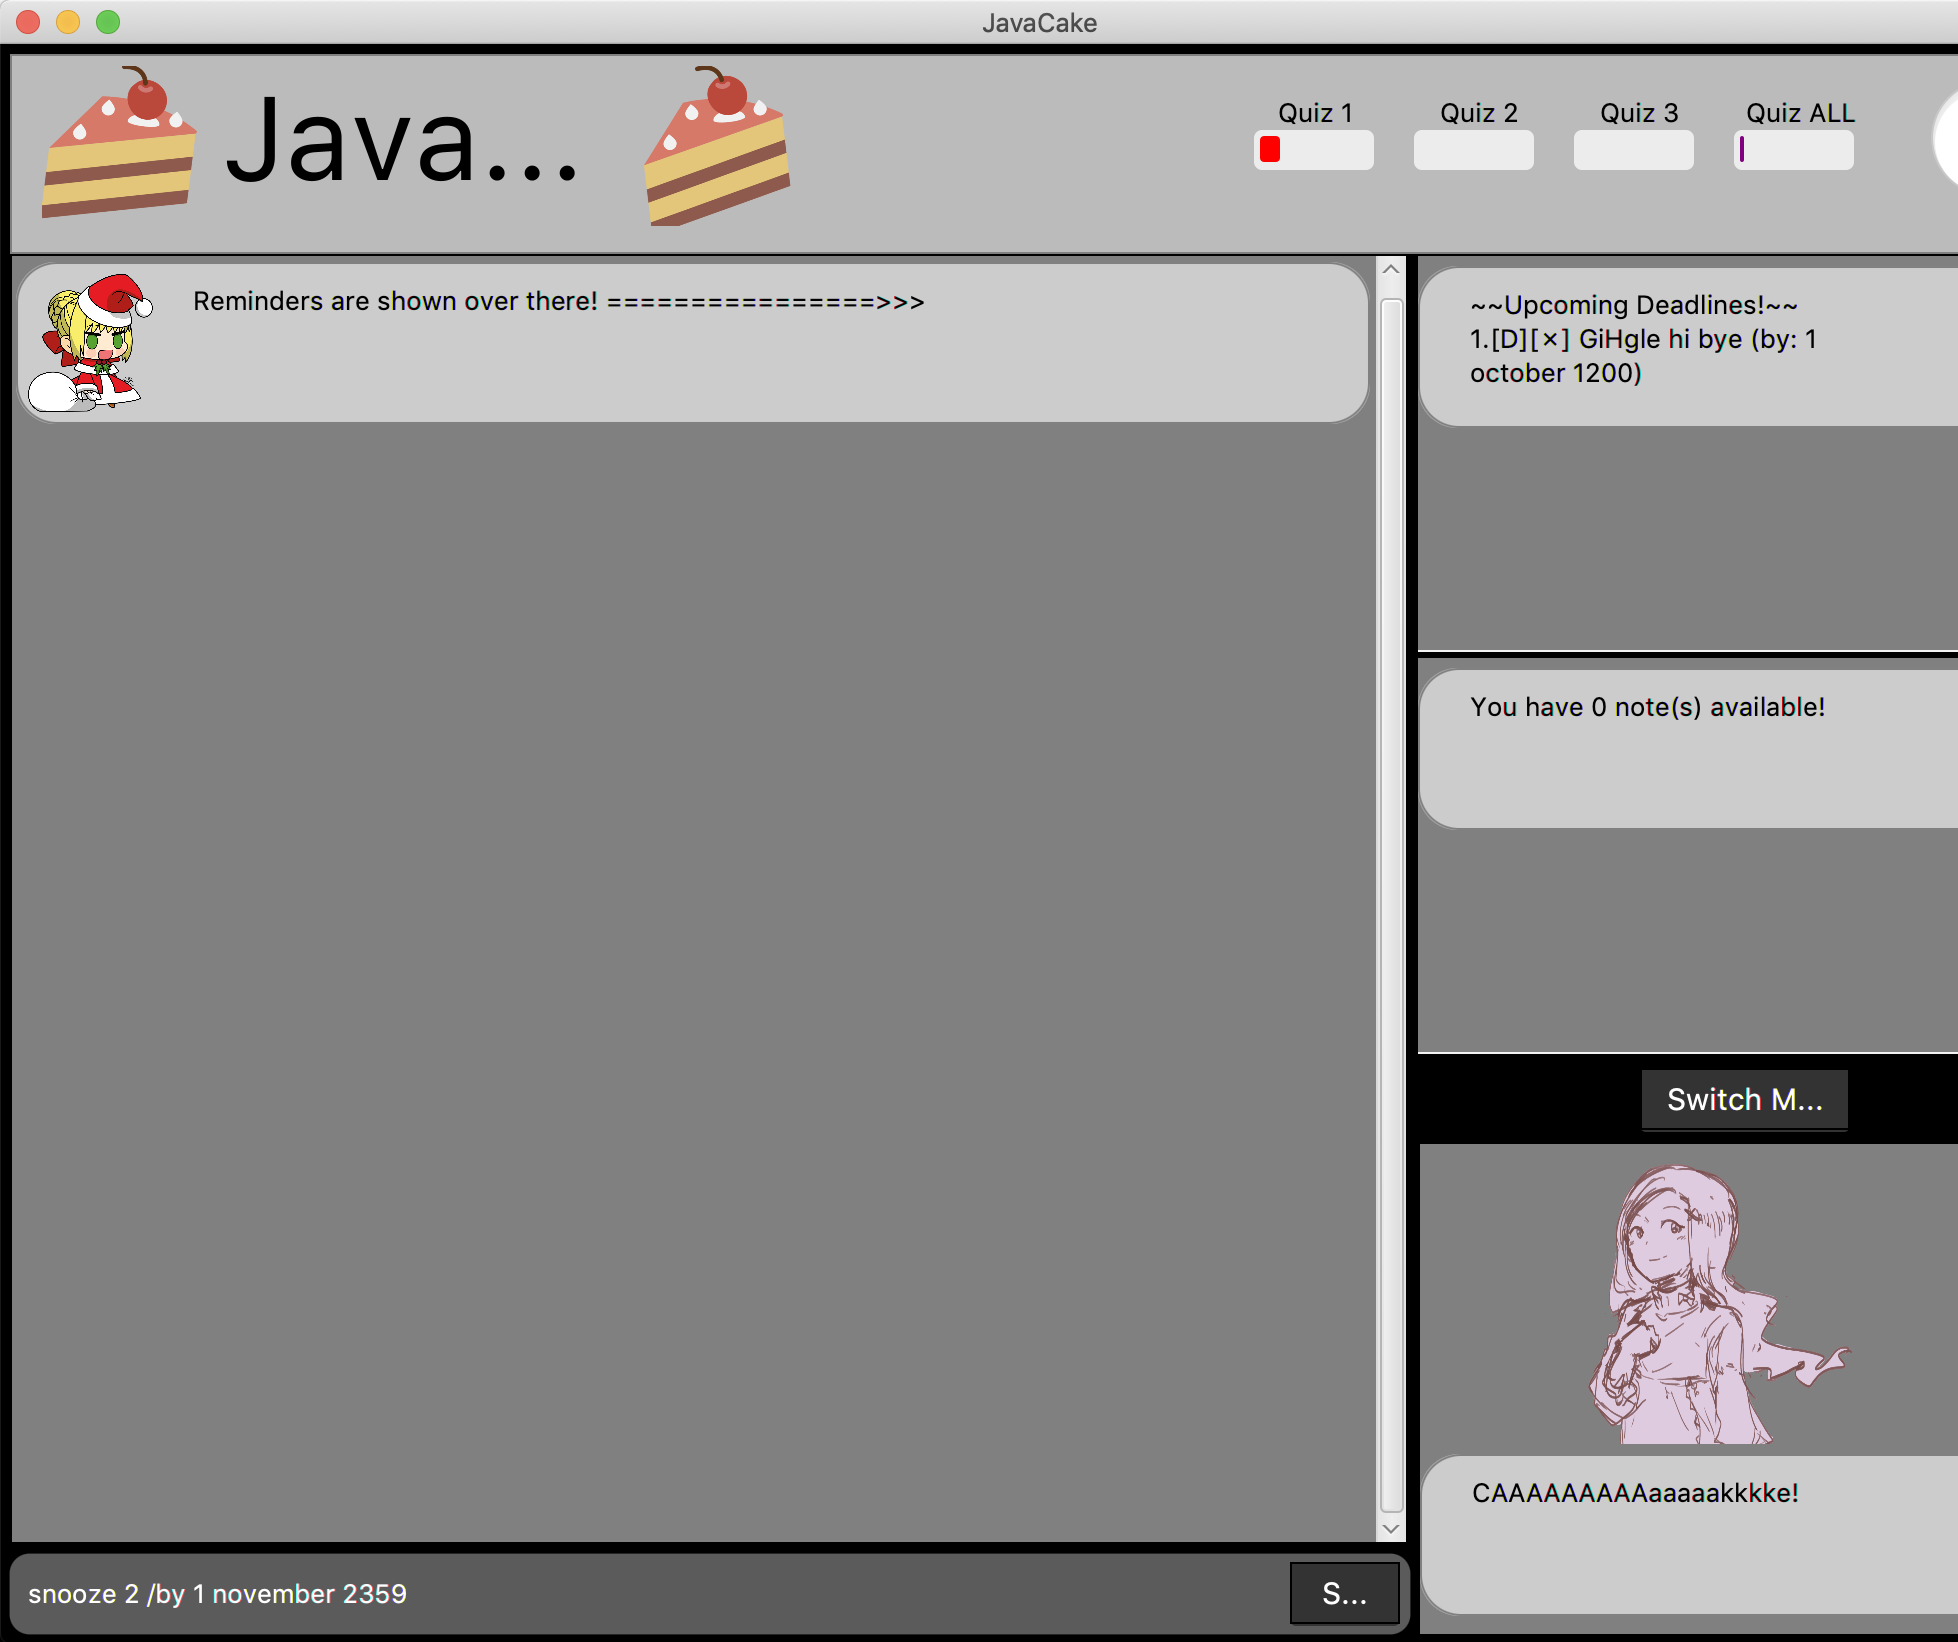 JavaCake
Java...
Quiz 1
Quiz 2
Quiz 3
Quiz ALL
Reminders are shown over there! ================>>>
~~Upcoming Deadlines!~~
1.[D][×] GiHgle hi bye (by: 1
october 1200)
You have 0 note(s) available!
Switch M...
CAAAAAAAAAaaaaakkkke!
snooze 2 /by 1 november 2359
S...